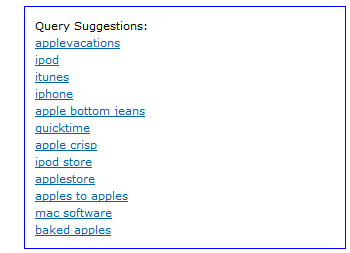 Query Suggestions:
applevacations
ipod
itunes
iphone
apple bottom jeans
quicktime
apple crisp
ipod store
applestore
apples to apples
mac software
baked apples